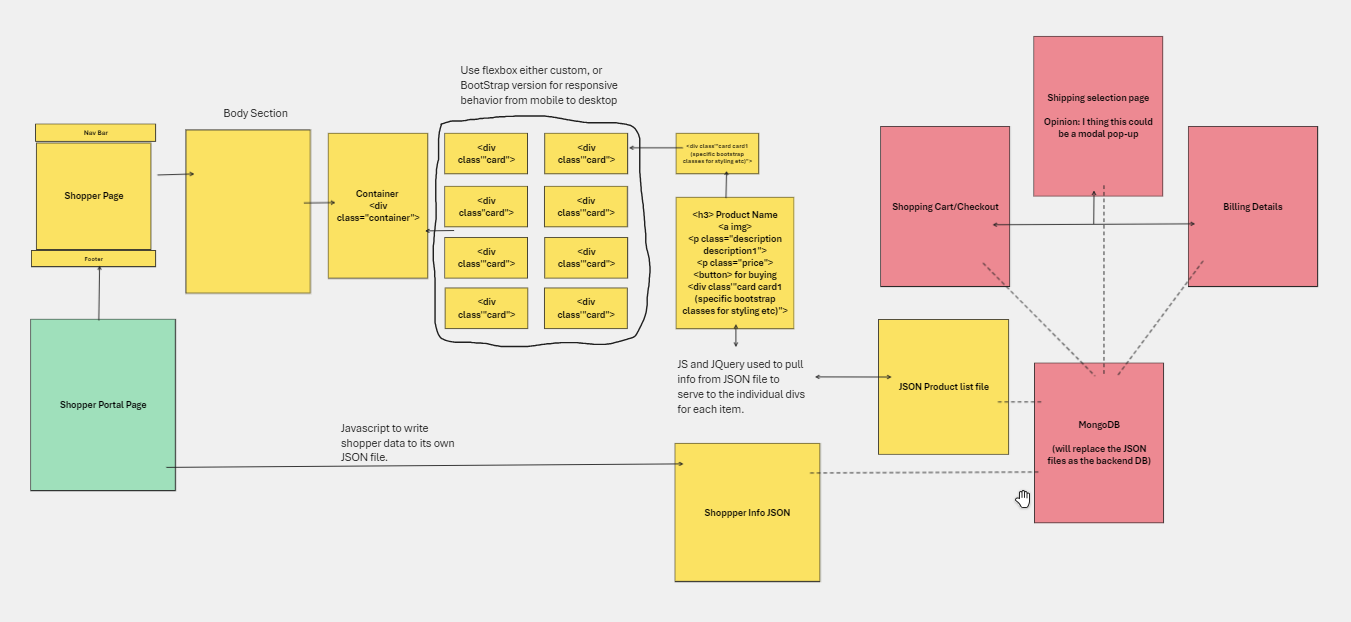 Use flexbox either custom, or
BootStrap version for responsive
behavior from mobile to desktop
Body Section
Nav Bar
Shopper Page
Footer
Container
<div
class="container">
<div
class'"card">
<div
class'"card">
<div
class"card">
<div
class'"card">
<div
class'"card">
<div
class'"card">
<div
class'"card">
<div
class'"card">
<div class'"card card1
(specific bootstrap
classes for styling etc)">
<h3> Product Name
<a img>
<p class="description
description1">
<p class="price">
<button> for buying
<div class'"card card1
(specific bootstrap
classes for styling etc)">
JS and JQuery used to pull
info from JSON file to
serve to the individual divs
for each item.
Shopper Portal Page
Javascript to write
shopper data to its own
JSON file.
Shoppper Info JSON
JSON Product list file
Shipping selection page
Opinion: I thing this could
be a modal pop-up
Shopping Cart/Checkout
Billing Details
MongoDB
(will replace the JSON
files as the backend DB)